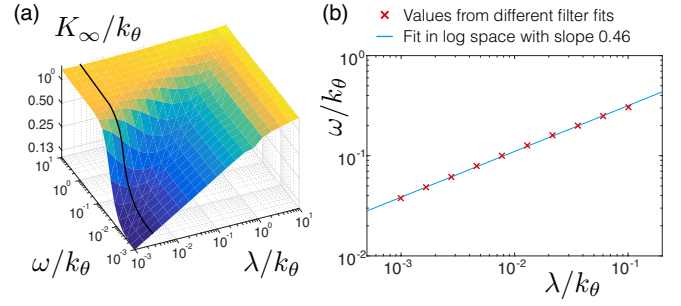 (a)
K∞/kθ
10⁰
0.50
0.25
0.13
10¹
10⁰
10⁻¹
10⁻²
10⁻³
ω/kθ
10⁻³
10⁻²
10⁻¹
10⁰
10¹
λ/kθ
(b)
Values from different filter fits
Fit in log space with slope 0.46
10⁰
10⁻¹
10⁻²
ω/kθ
10⁻³
10⁻²
10⁻¹
λ/kθ